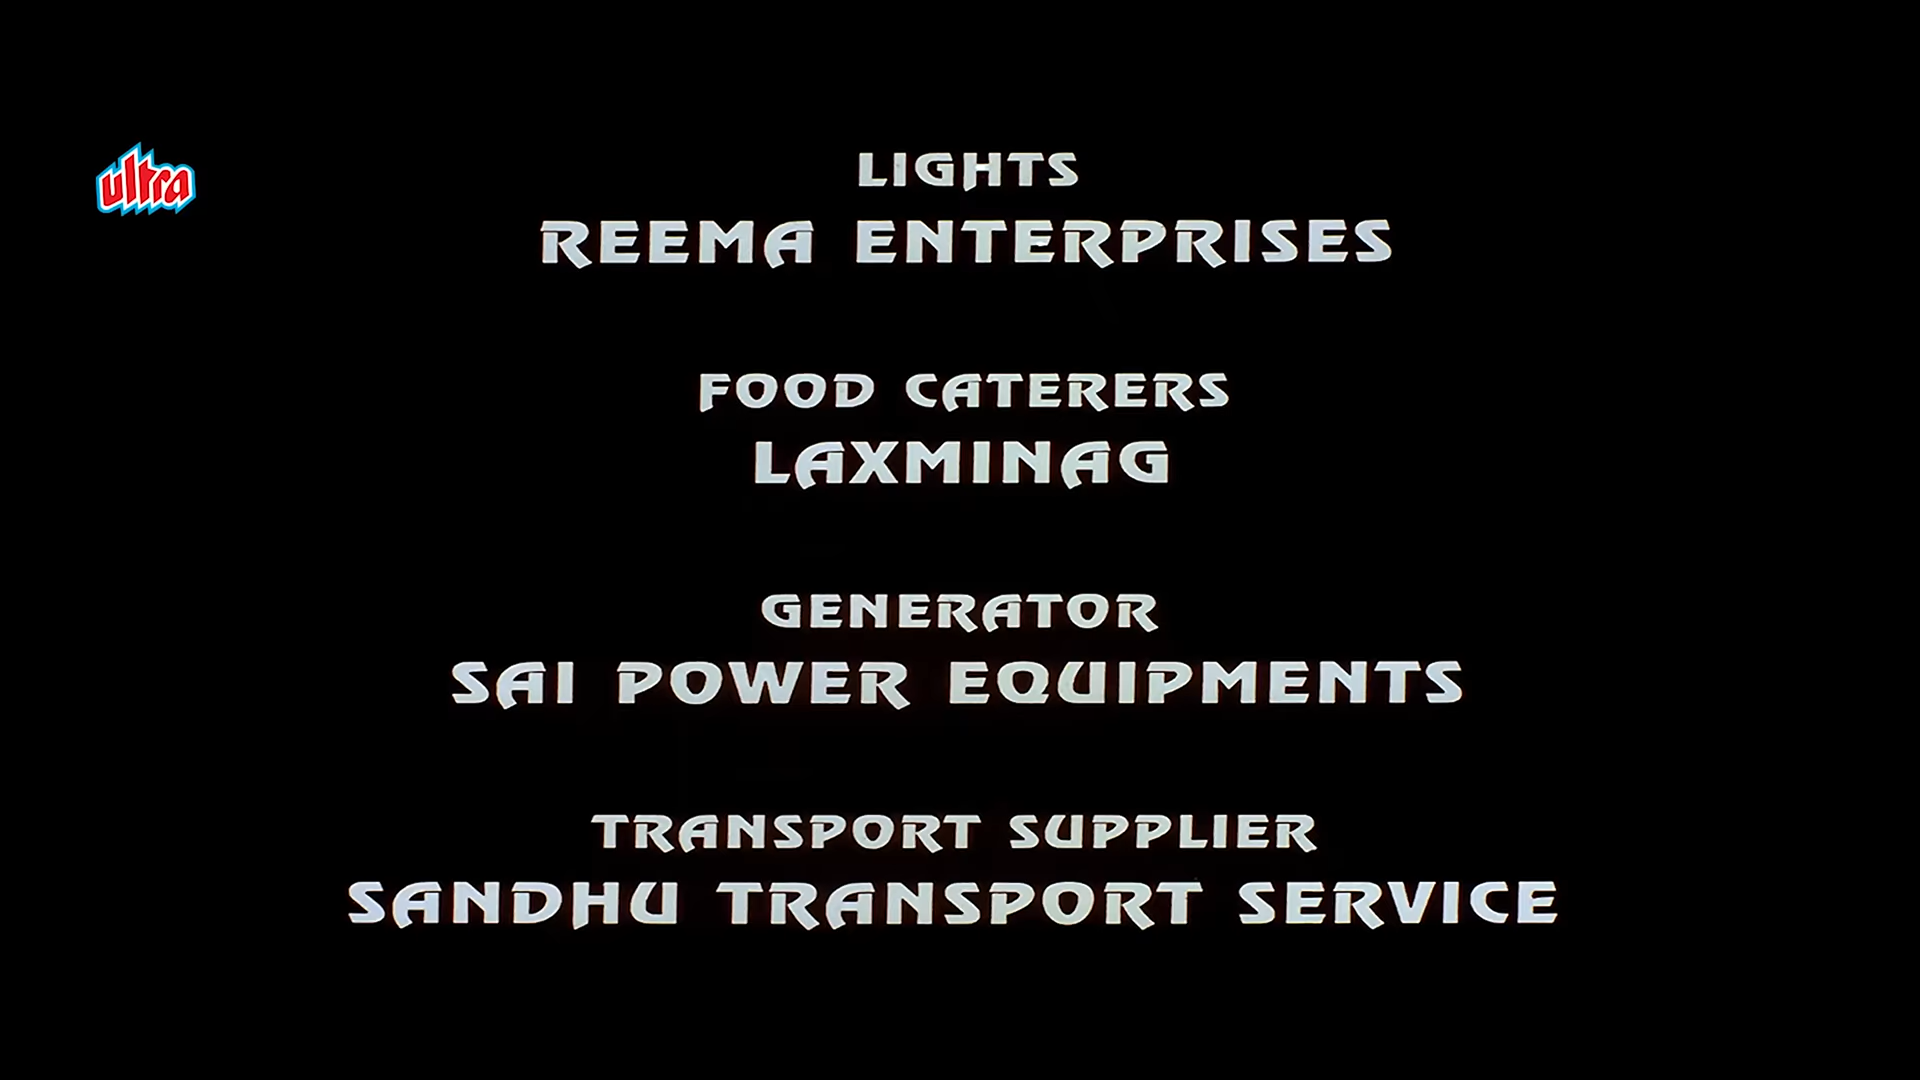 ultra
LIGHTS
REEMA ENTERPRISES
FOOD CATERERS
LAXMINAG
GENERATOR
SAI POWER EQUIPMENTS
TRANSPORT SUPPLIER
SANDHU TRANSPORT SERVICE